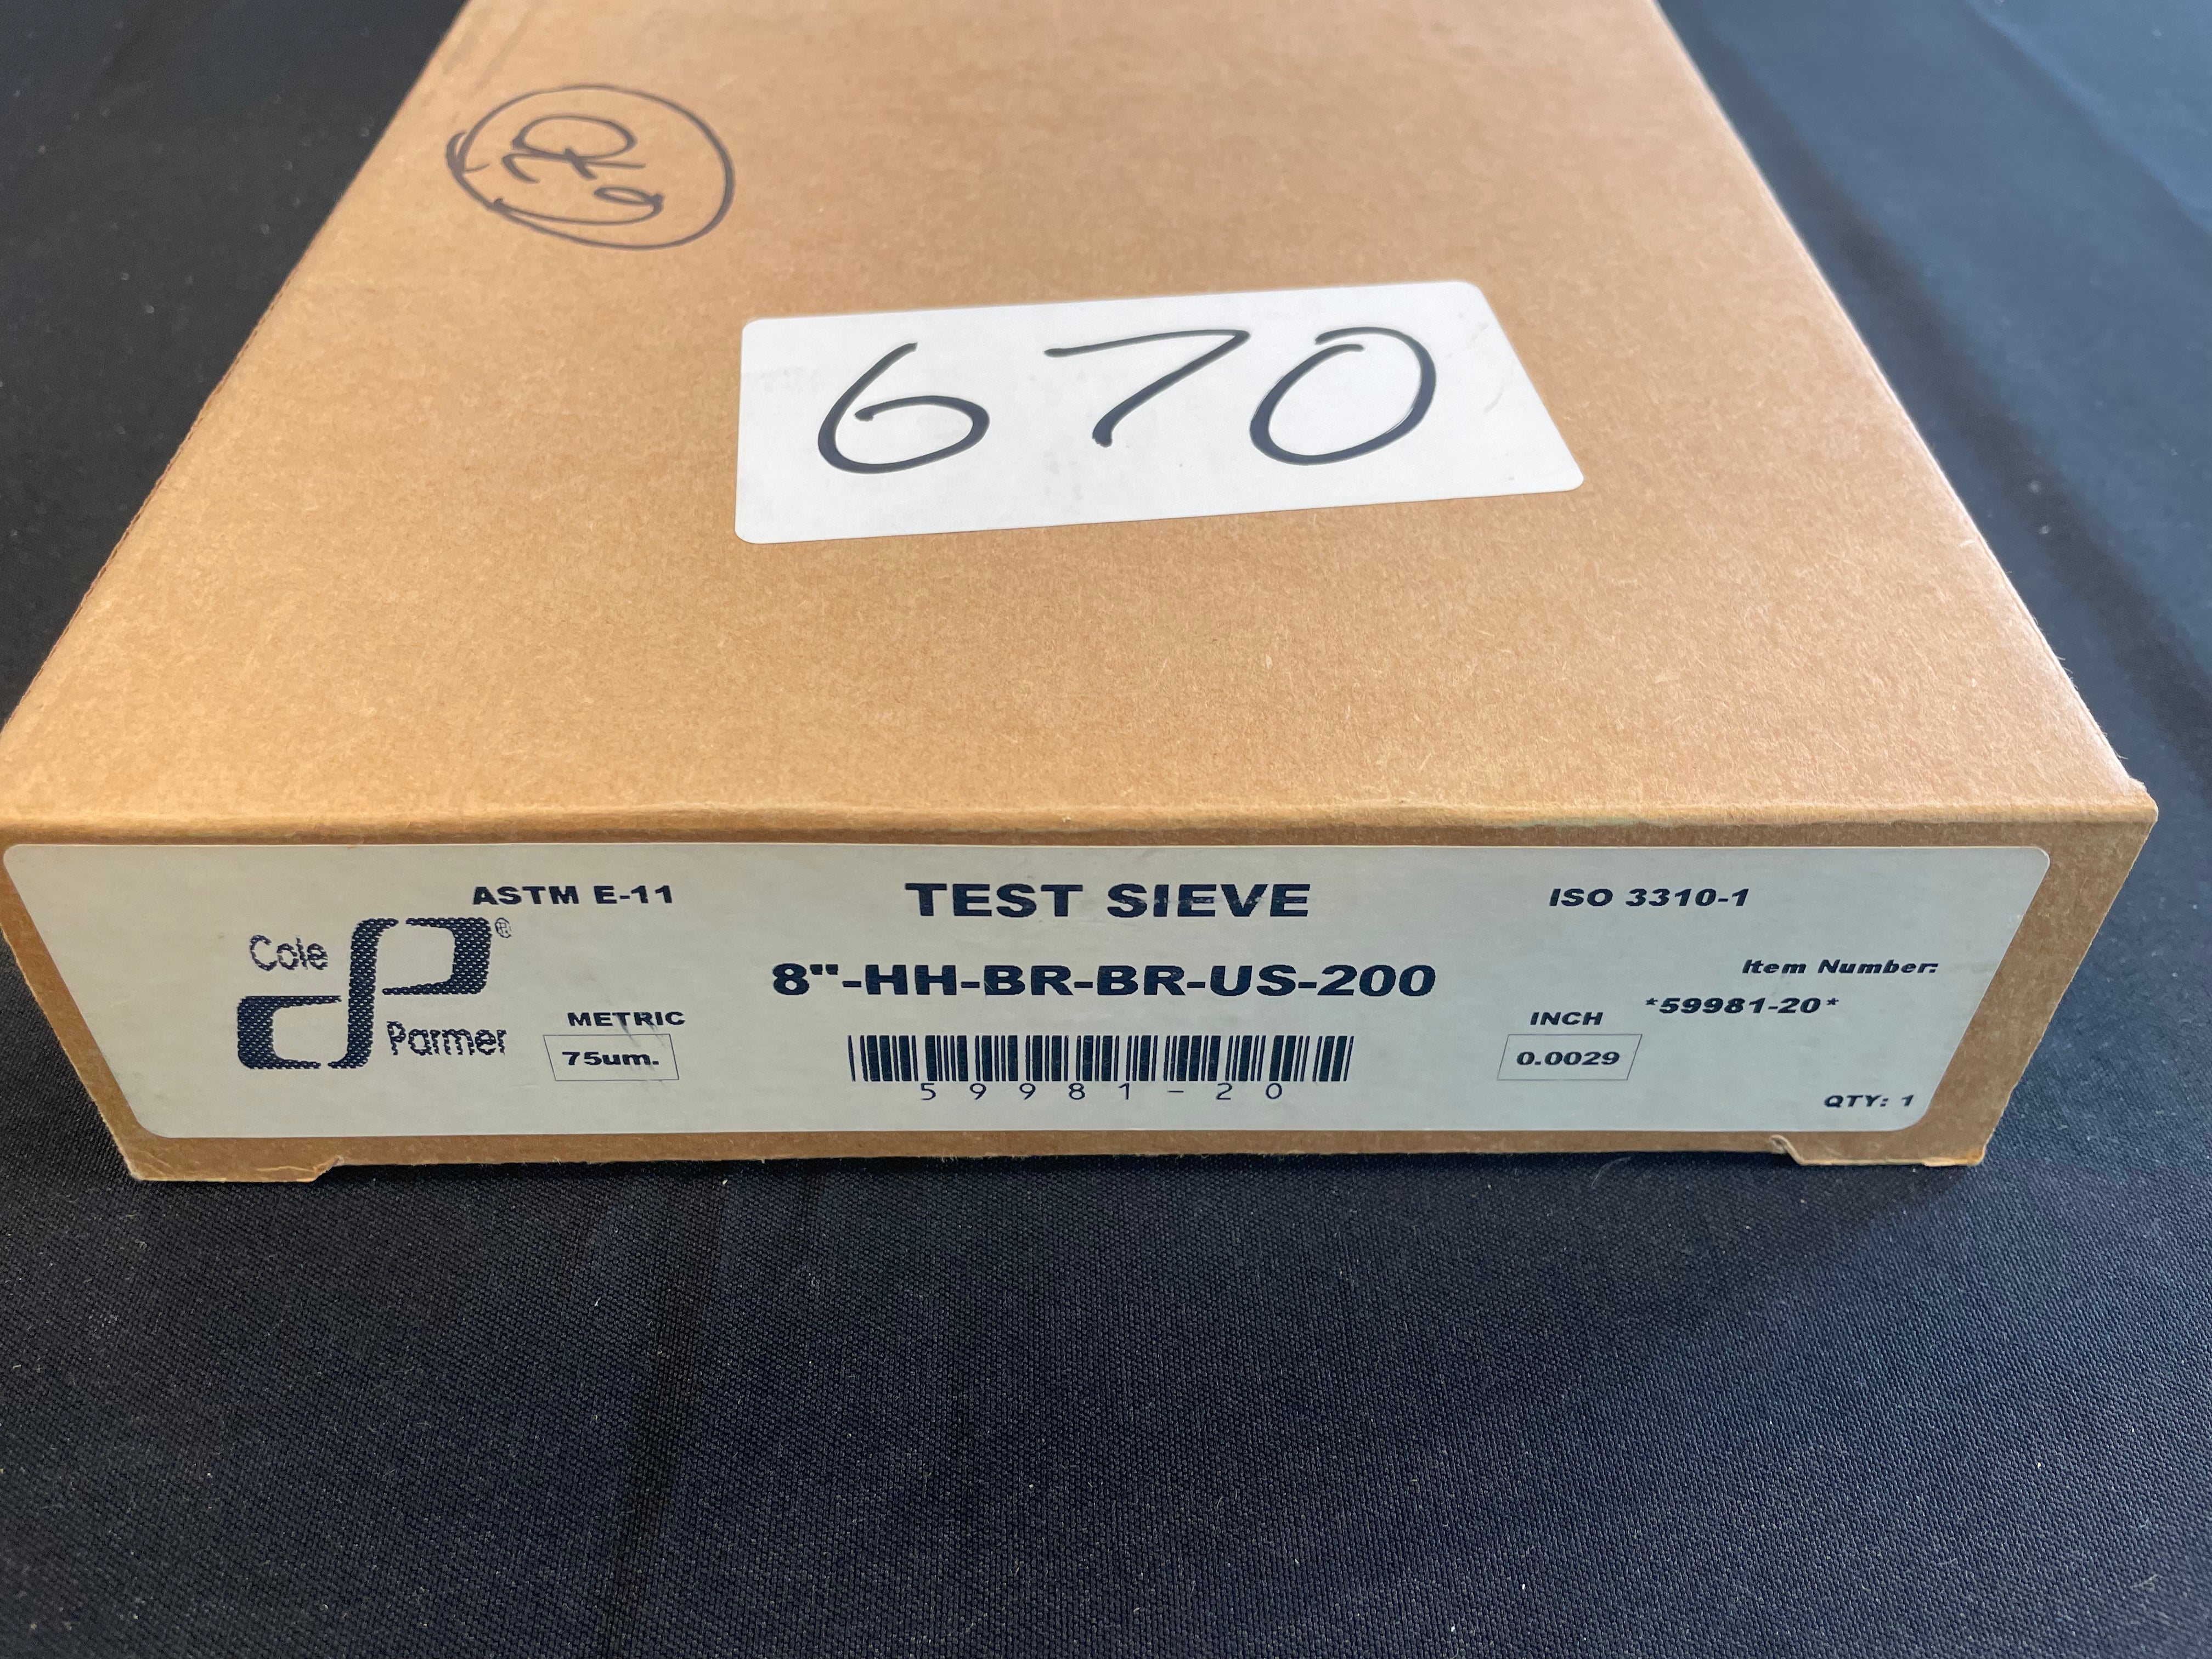 670
ASTM E-11
TEST SIEVE
ISO 3310-1
Cole
Parmer
®
8"-HH-BR-BR-US-200
Item Number:
*59981-20*
METRIC
75um.
59981-20
INCH
0.0029
QTY: 1